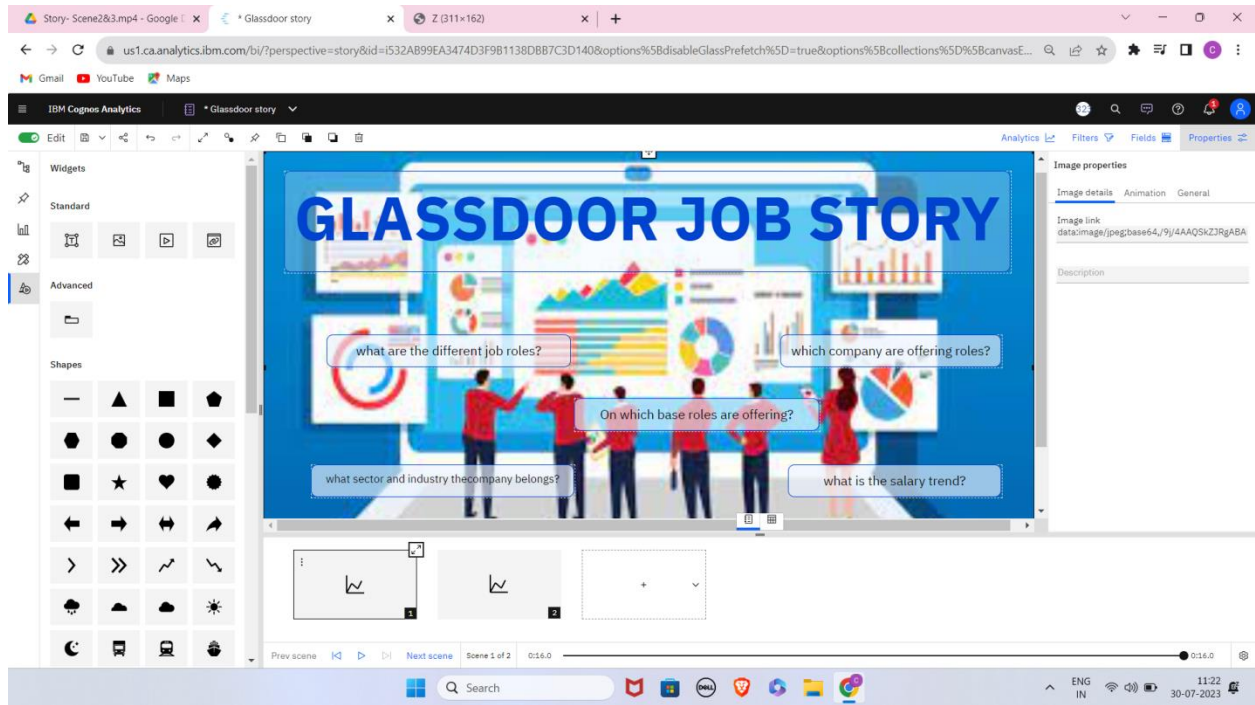 Story- Scene2&3.mp4 - Google D
* Glassdoor story
Z (311×162)
us1.ca.analytics.ibm.com/bi/?perspective=story&id=i532AB99EA3474D3F9B1138DBB7C3D140&options%5BdisableGlassPrefetch%5D=true&options%5Bcollections%5D%5BcanvasE...
C
Gmail YouTube Maps
IBM Cognos Analytics * Glassdoor story
Edit
Analytics Filters Fields Properties
Widgets
Standard
Advanced
Shapes
GLASSDOOR JOB STORY
what are the different job roles? which company are offering roles?
On which base roles are offering?
what sector and industry thecompany belongs? what is the salary trend?
Image properties
Image details Animation General
Image link
data:image/jpeg;base64,/9j/4AAQSkZJRgABA
Description
1 2
Prev scene Next scene Scene 1 of 2 0:16.0 0:16.0
Search
DELL
ENG
IN
11:22
30-07-2023